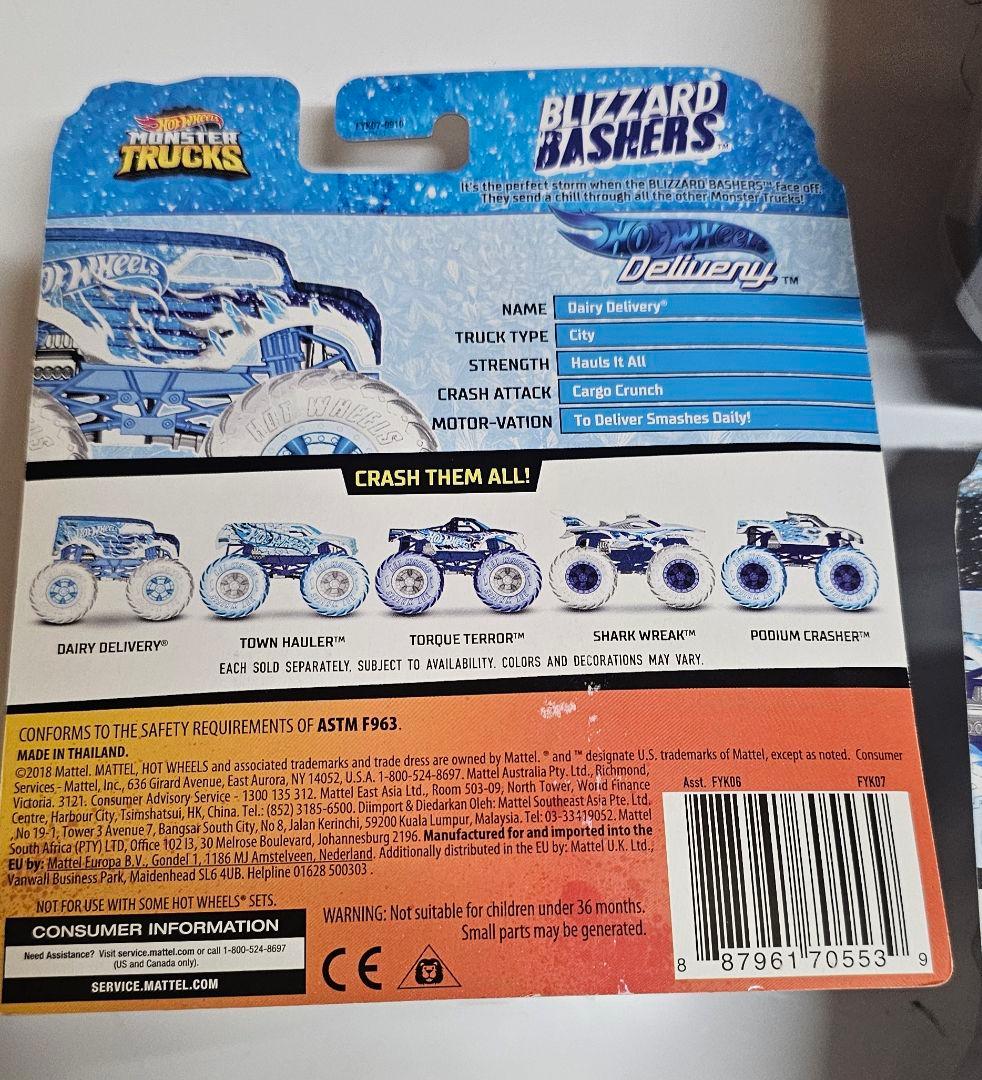 FYK07-0910
HOT WHEELS
MONSTER
TRUCKS
BLIZZARD
BASHERS™
It's the perfect storm when the BLIZZARD BASHERS™ face off.
They send a chill through all the other Monster Trucks!
HOT WHEELS
Delivery™
HOT WHEELS
HOT WHEELS
NAME Dairy Delivery®
TRUCK TYPE City
STRENGTH Hauls It All
CRASH ATTACK Cargo Crunch
MOTOR-VATION To Deliver Smashes Daily!
CRASH THEM ALL!
DAIRY DELIVERY® TOWN HAULER™ TORQUE TERROR™ SHARK WREAK™ PODIUM CRASHER™
EACH SOLD SEPARATELY, SUBJECT TO AVAILABILITY. COLORS AND DECORATIONS MAY VARY.
CONFORMS TO THE SAFETY REQUIREMENTS OF ASTM F963.
MADE IN THAILAND.
©2018 Mattel. MATTEL, HOT WHEELS and associated trademarks and trade dress are owned by Mattel. ® and ™ designate U.S. trademarks of Mattel, except as noted. Consumer
Services - Mattel, Inc., 636 Girard Avenue, East Aurora, NY 14052, U.S.A. 1-800-524-8697. Mattel Australia Pty. Ltd., Richmond,
Victoria. 3121. Consumer Advisory Service - 1300 135 312. Mattel East Asia Ltd., Room 503-09, North Tower, World Finance
Centre, Harbour City, Tsimshatsui, HK, China. Tel.: (852) 3185-6500. Diimport & Diedarkan Oleh: Mattel Southeast Asia Pte. Ltd.
No 19-1, Tower 3 Avenue 7, Bangsar South City, No 8, Jalan Kerinchi, 59200 Kuala Lumpur, Malaysia. Tel: 03-33419052. Mattel
South Africa (PTY) LTD, Office 102 I3, 30 Melrose Boulevard, Johannesburg 2196. Manufactured for and imported into the
EU by: Mattel Europa B.V., Gondel 1, 1186 MJ Amstelveen, Nederland. Additionally distributed in the EU by: Mattel U.K. Ltd.,
Vanwall Business Park, Maidenhead SL6 4UB. Helpline 01628 500303.
Asst. FYK06 FYK07
NOT FOR USE WITH SOME HOT WHEELS® SETS.
CONSUMER INFORMATION
Need Assistance? Visit service.mattel.com or call 1-800-524-8697
(US and Canada only).
SERVICE.MATTEL.COM
WARNING: Not suitable for children under 36 months.
Small parts may be generated.
CE
8 87961 70553 9